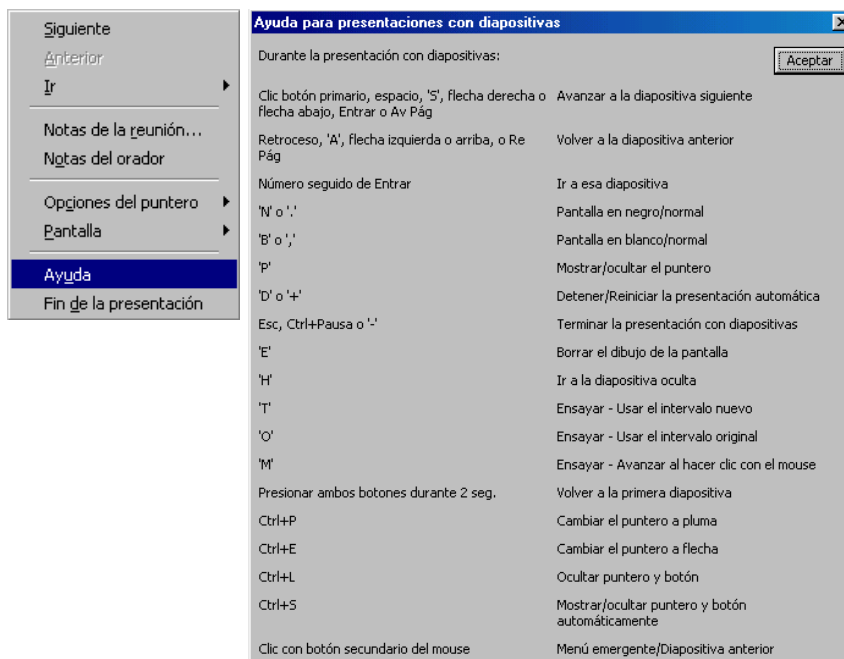 Siguiente
Anterior
Ir
Notas de la reunión...
Notas del orador
Opciones del puntero
Pantalla
Ayuda
Fin de la presentación
Ayuda para presentaciones con diapositivas
Durante la presentación con diapositivas:
Aceptar
Clic botón primario, espacio, 'S', flecha derecha o Avanzar a la diapositiva siguiente
flecha abajo, Entrar o Av Pág
Retroceso, 'A', flecha izquierda o arriba, o Re Volver a la diapositiva anterior
Pág
Número seguido de Entrar Ir a esa diapositiva
'N' o '.' Pantalla en negro/normal
'B' o ',' Pantalla en blanco/normal
'P' Mostrar/ocultar el puntero
'D' o '+' Detener/Reiniciar la presentación automática
Esc, Ctrl+Pausa o '-' Terminar la presentación con diapositivas
'E' Borrar el dibujo de la pantalla
'H' Ir a la diapositiva oculta
'T' Ensayar - Usar el intervalo nuevo
'O' Ensayar - Usar el intervalo original
'M' Ensayar - Avanzar al hacer clic con el mouse
Presionar ambos botones durante 2 seg. Volver a la primera diapositiva
Ctrl+P Cambiar el puntero a pluma
Ctrl+E Cambiar el puntero a flecha
Ctrl+L Ocultar puntero y botón
Ctrl+S Mostrar/ocultar puntero y botón
automáticamente
Clic con botón secundario del mouse Menú emergente/Diapositiva anterior